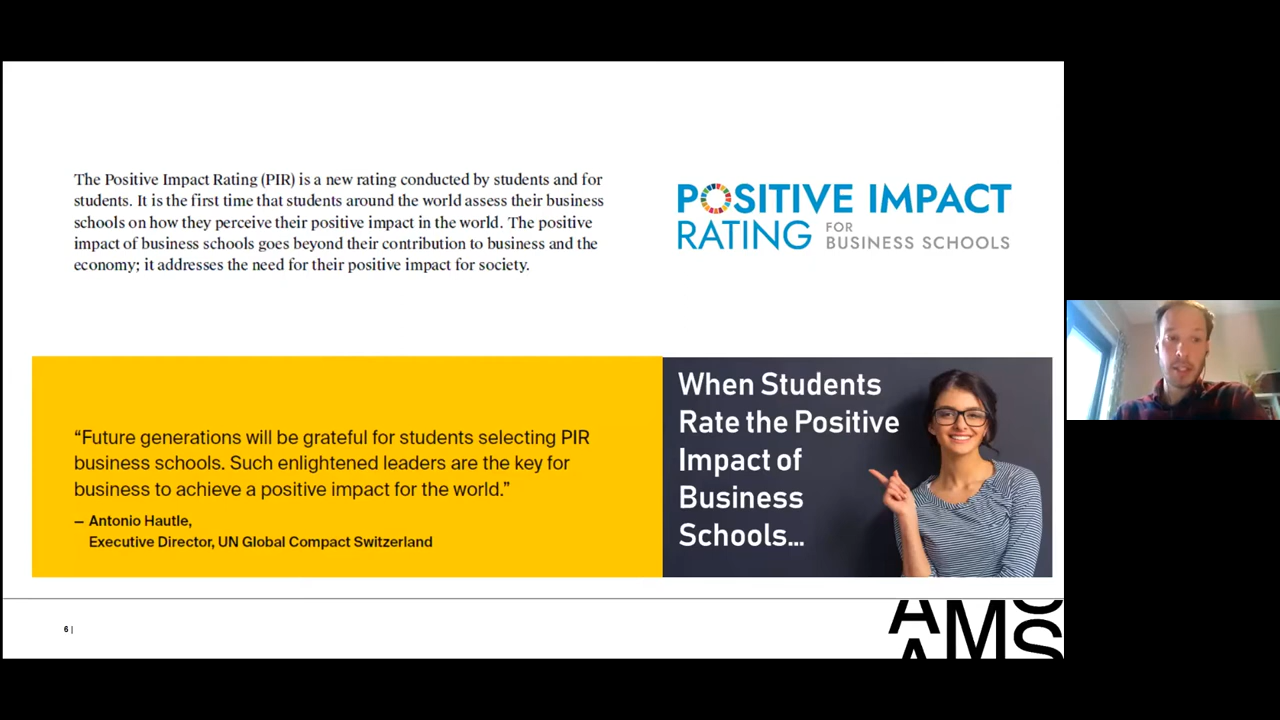 The Positive Impact Rating (PIR) is a new rating conducted by students and for
students. It is the first time that students around the world assess their business
schools on how they perceive their positive impact in the world. The positive
impact of business schools goes beyond their contribution to business and the
economy; it addresses the need for their positive impact for society.
POSITIVE IMPACT
RATING FOR BUSINESS SCHOOLS
“Future generations will be grateful for students selecting PIR
business schools. Such enlightened leaders are the key for
business to achieve a positive impact for the world.”
– Antonio Hautle,
Executive Director, UN Global Compact Switzerland
When Students
Rate the Positive
Impact of
Business
Schools...
6 |
AMS
AMS